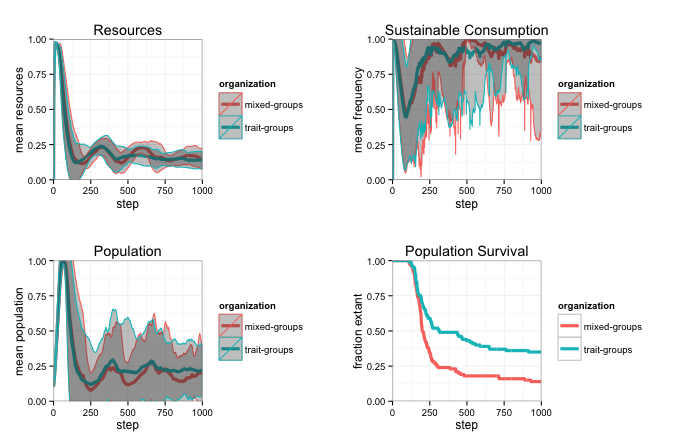 Resources
mean resources
1.00
0.75
0.50
0.25
0.00
0 250 500 750 1000
step
organization
mixed-groups
trait-groups
Sustainable Consumption
mean frequency
1.00
0.75
0.50
0.25
0.00
0 250 500 750 1000
step
organization
mixed-groups
trait-groups
Population
mean population
1.00
0.75
0.50
0.25
0.00
0 250 500 750 1000
step
organization
mixed-groups
trait-groups
Population Survival
fraction extant
1.00
0.75
0.50
0.25
0.00
0 250 500 750 1000
step
organization
mixed-groups
trait-groups